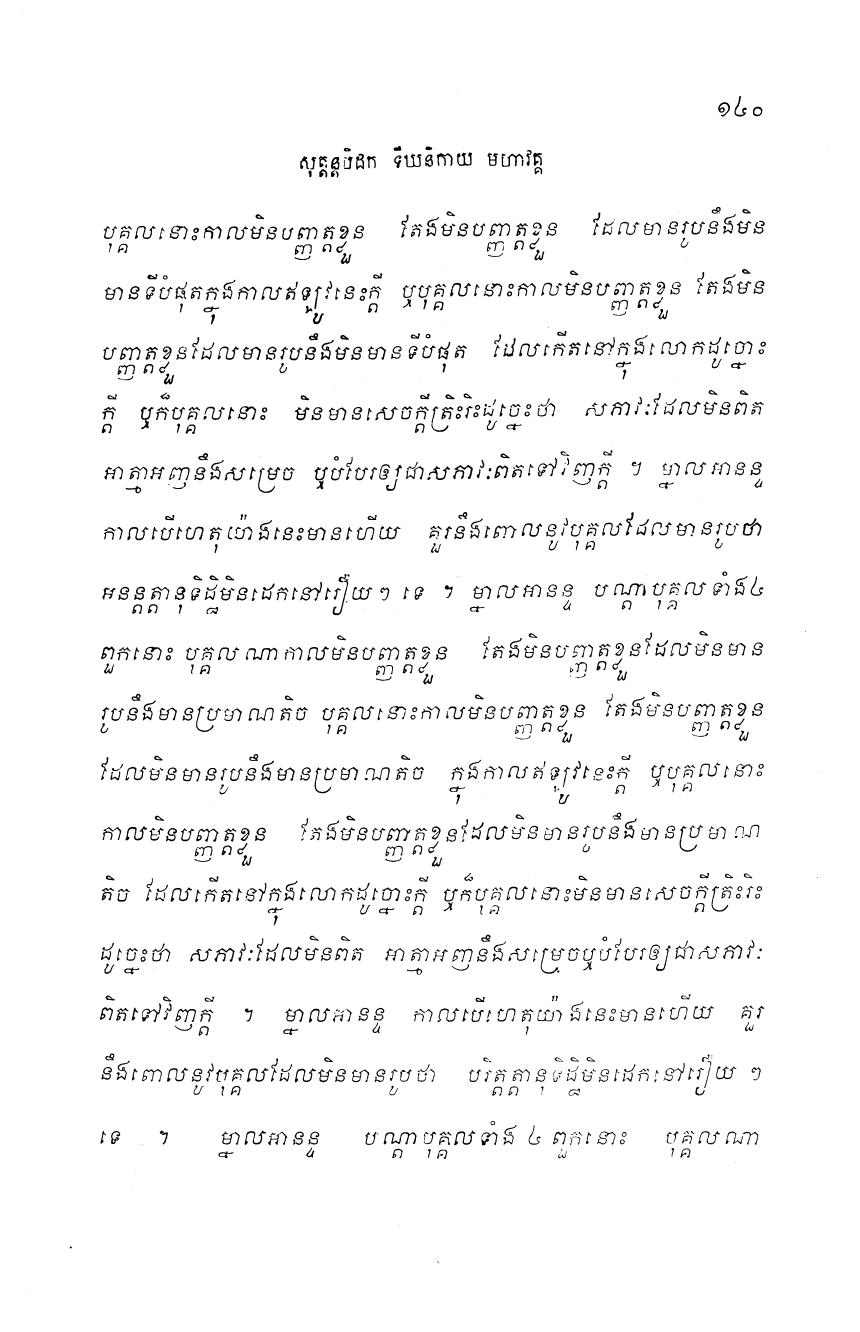 ១៤០
សុត្តន្តបិដក ទីឃនិកាយ មហាវគ្គ
បុគ្គលនោះកាលមិនបញ្ញាត្តខ្លួន តែងមិនបញ្ញាត្តខ្លួន ដែលមានរូបនឹងមិន
មានទីបំផុតក្នុងកាលឥឡូវនេះក្តី ឬបុគ្គលនោះកាលមិនបញ្ញាត្តខ្លួន តែងមិន
បញ្ញាត្តខ្លួនដែលមានរូបនឹងមិនមានទីបំផុត ដែលកើតនៅក្នុងលោកដូច្នោះ
ក្តី ឬក៏បុគ្គលនោះ មិនមានសេចក្តីត្រិះរិះដូច្នេះថា សភាវៈដែលមិនពិត
អាត្មាអញនឹងសម្រេច ឬបំបែរឲ្យជាសភាវៈពិតទៅវិញក្តី ។ ម្នាលអានន្ទ
កាលបើហេតុយ៉ាងនេះមានហើយ គួរនឹងពោលនូវបុគ្គលដែលមានរូបថា
អនន្តត្តានុទិដ្ឋិមិនដេកនៅរឿយៗ ទេ ។ ម្នាលអានន្ទ បណ្តាបុគ្គលទាំង៤
ពួកនោះ បុគ្គលណាកាលមិនបញ្ញាត្តខ្លួន តែងមិនបញ្ញាត្តខ្លួនដែលមិនមាន
រូបនឹងមានប្រមាណតិច បុគ្គលនោះកាលមិនបញ្ញាត្តខ្លួន តែងមិនបញ្ញាត្តខ្លួន
ដែលមិនមានរូបនឹងមានប្រមាណតិច ក្នុងកាលឥឡូវនេះក្តី ឬបុគ្គលនោះ
កាលមិនបញ្ញាត្តខ្លួន តែងមិនបញ្ញាត្តខ្លួនដែលមិនមានរូបនឹងមានប្រមាណ
តិច ដែលកើតនៅក្នុងលោកដូច្នោះក្តី ឬក៏បុគ្គលនោះមិនមានសេចក្តីត្រិះរិះ
ដូច្នេះថា សភាវៈដែលមិនពិត អាត្មាអញនឹងសម្រេចឬបំបែរឲ្យជាសភាវៈ
ពិតទៅវិញក្តី ។ ម្នាលអានន្ទ កាលបើហេតុយ៉ាងនេះមានហើយ គួរ
នឹងពោលនូវបុគ្គលដែលមិនមានរូបថា បរិត្តត្តានុទិដ្ឋិមិនដេកនៅរឿយ ៗ
ទេ ។ ម្នាលអានន្ទ បណ្តាបុគ្គលទាំង ៤ ពួកនោះ បុគ្គលណា